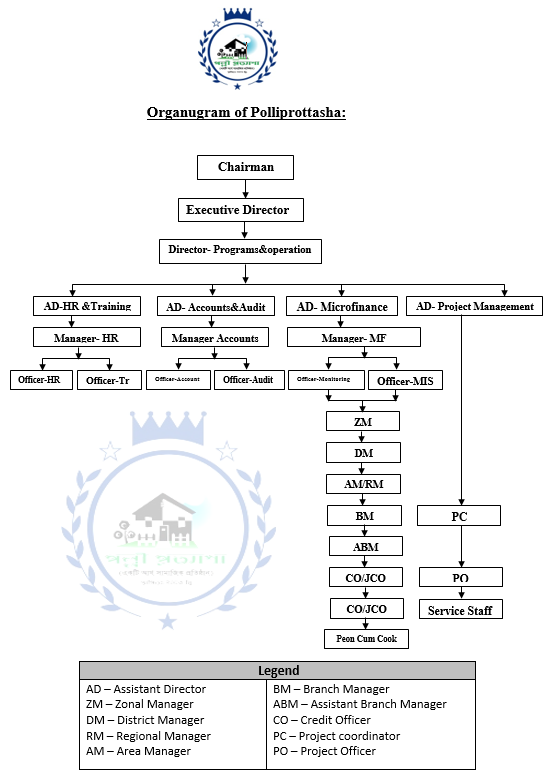 পল্লী প্রত্যাশা
Organugram of Polliprottasha:
Chairman
Executive Director
Director- Programs&operation
AD-HR &Training
AD- Accounts&Audit
AD- Microfinance
AD- Project Management
Manager- HR
Manager Accounts
Manager- MF
Officer-HR
Officer-Tr
Officer-Account
Officer-Audit
Officer-Monitoring
Officer-MIS
ZM
DM
AM/RM
BM
PC
ABM
CO/JCO
PO
CO/JCO
Service Staff
Peon Cum Cook
পল্লী প্রত্যাশা
Legend
AD – Assistant Director
ZM – Zonal Manager
DM – District Manager
RM – Regional Manager
AM – Area Manager
BM – Branch Manager
ABM – Assistant Branch Manager
CO – Credit Officer
PC – Project coordinator
PO – Project Officer